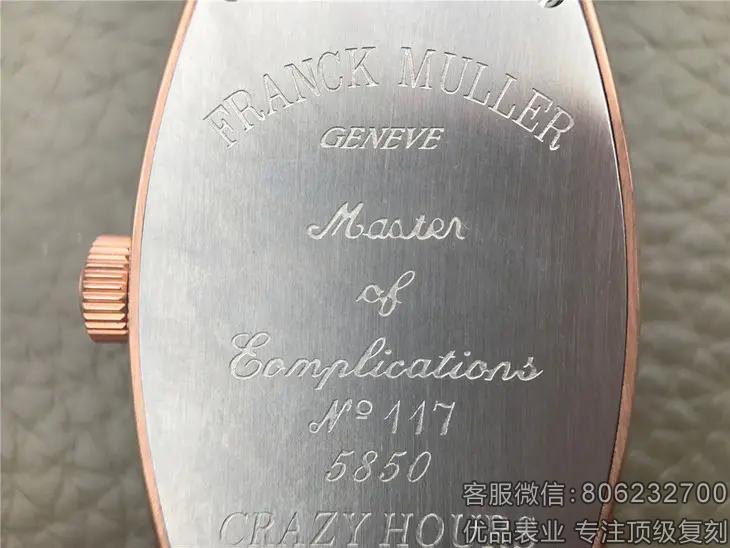 FRANCK MULLER
GENEVE
Master
of
Complications
Nº 117
5850
CRAZY HOURS
客服微信:806232700
优品表业 专注顶级复刻